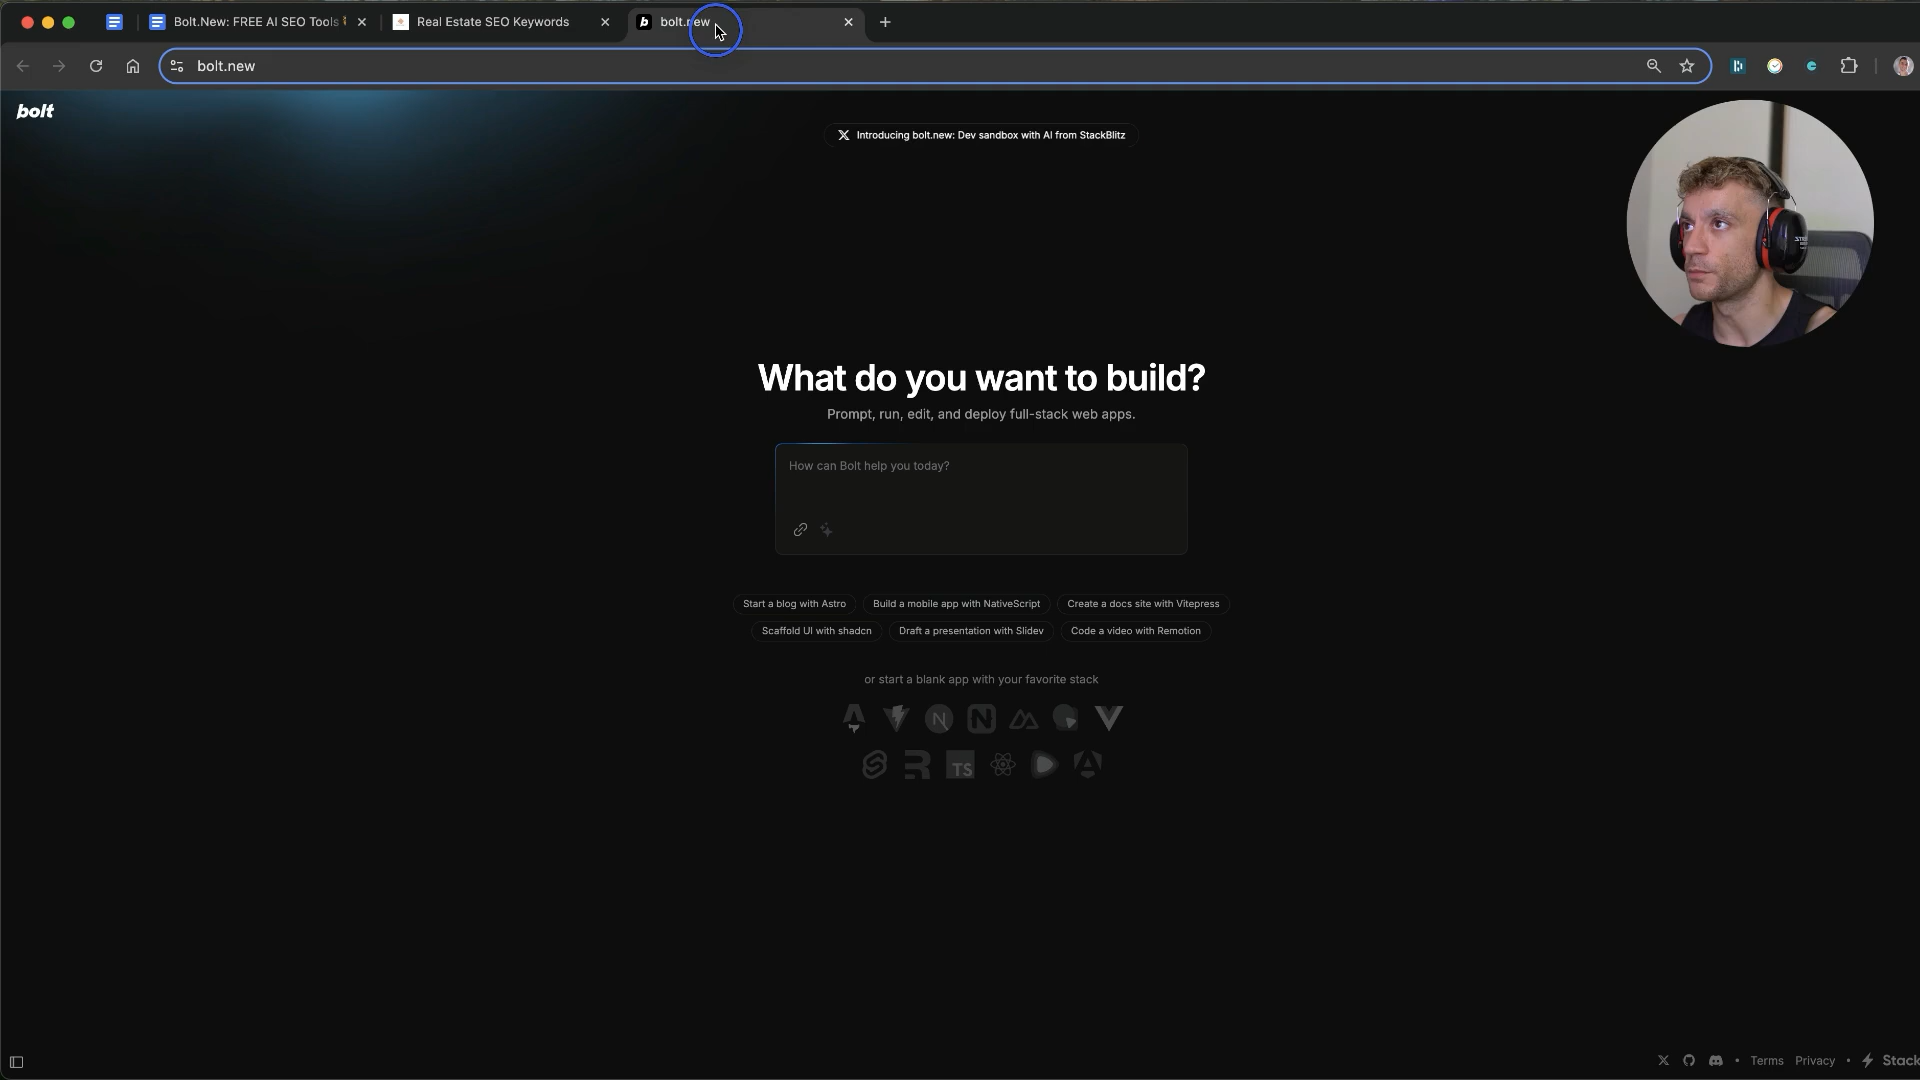 Bolt.New: FREE AI SEO Tools
Real Estate SEO Keywords
bolt.new
bolt.new
bolt
Introducing bolt.new: Dev sandbox with AI from StackBlitz
What do you want to build?
Prompt, run, edit, and deploy full-stack web apps.
How can Bolt help you today?
Start a blog with Astro
Build a mobile app with NativeScript
Create a docs site with Vitepress
Scaffold UI with shadcn
Draft a presentation with Slidev
Code a video with Remotion
or start a blank app with your favorite stack
TS
Terms
Privacy
Stack